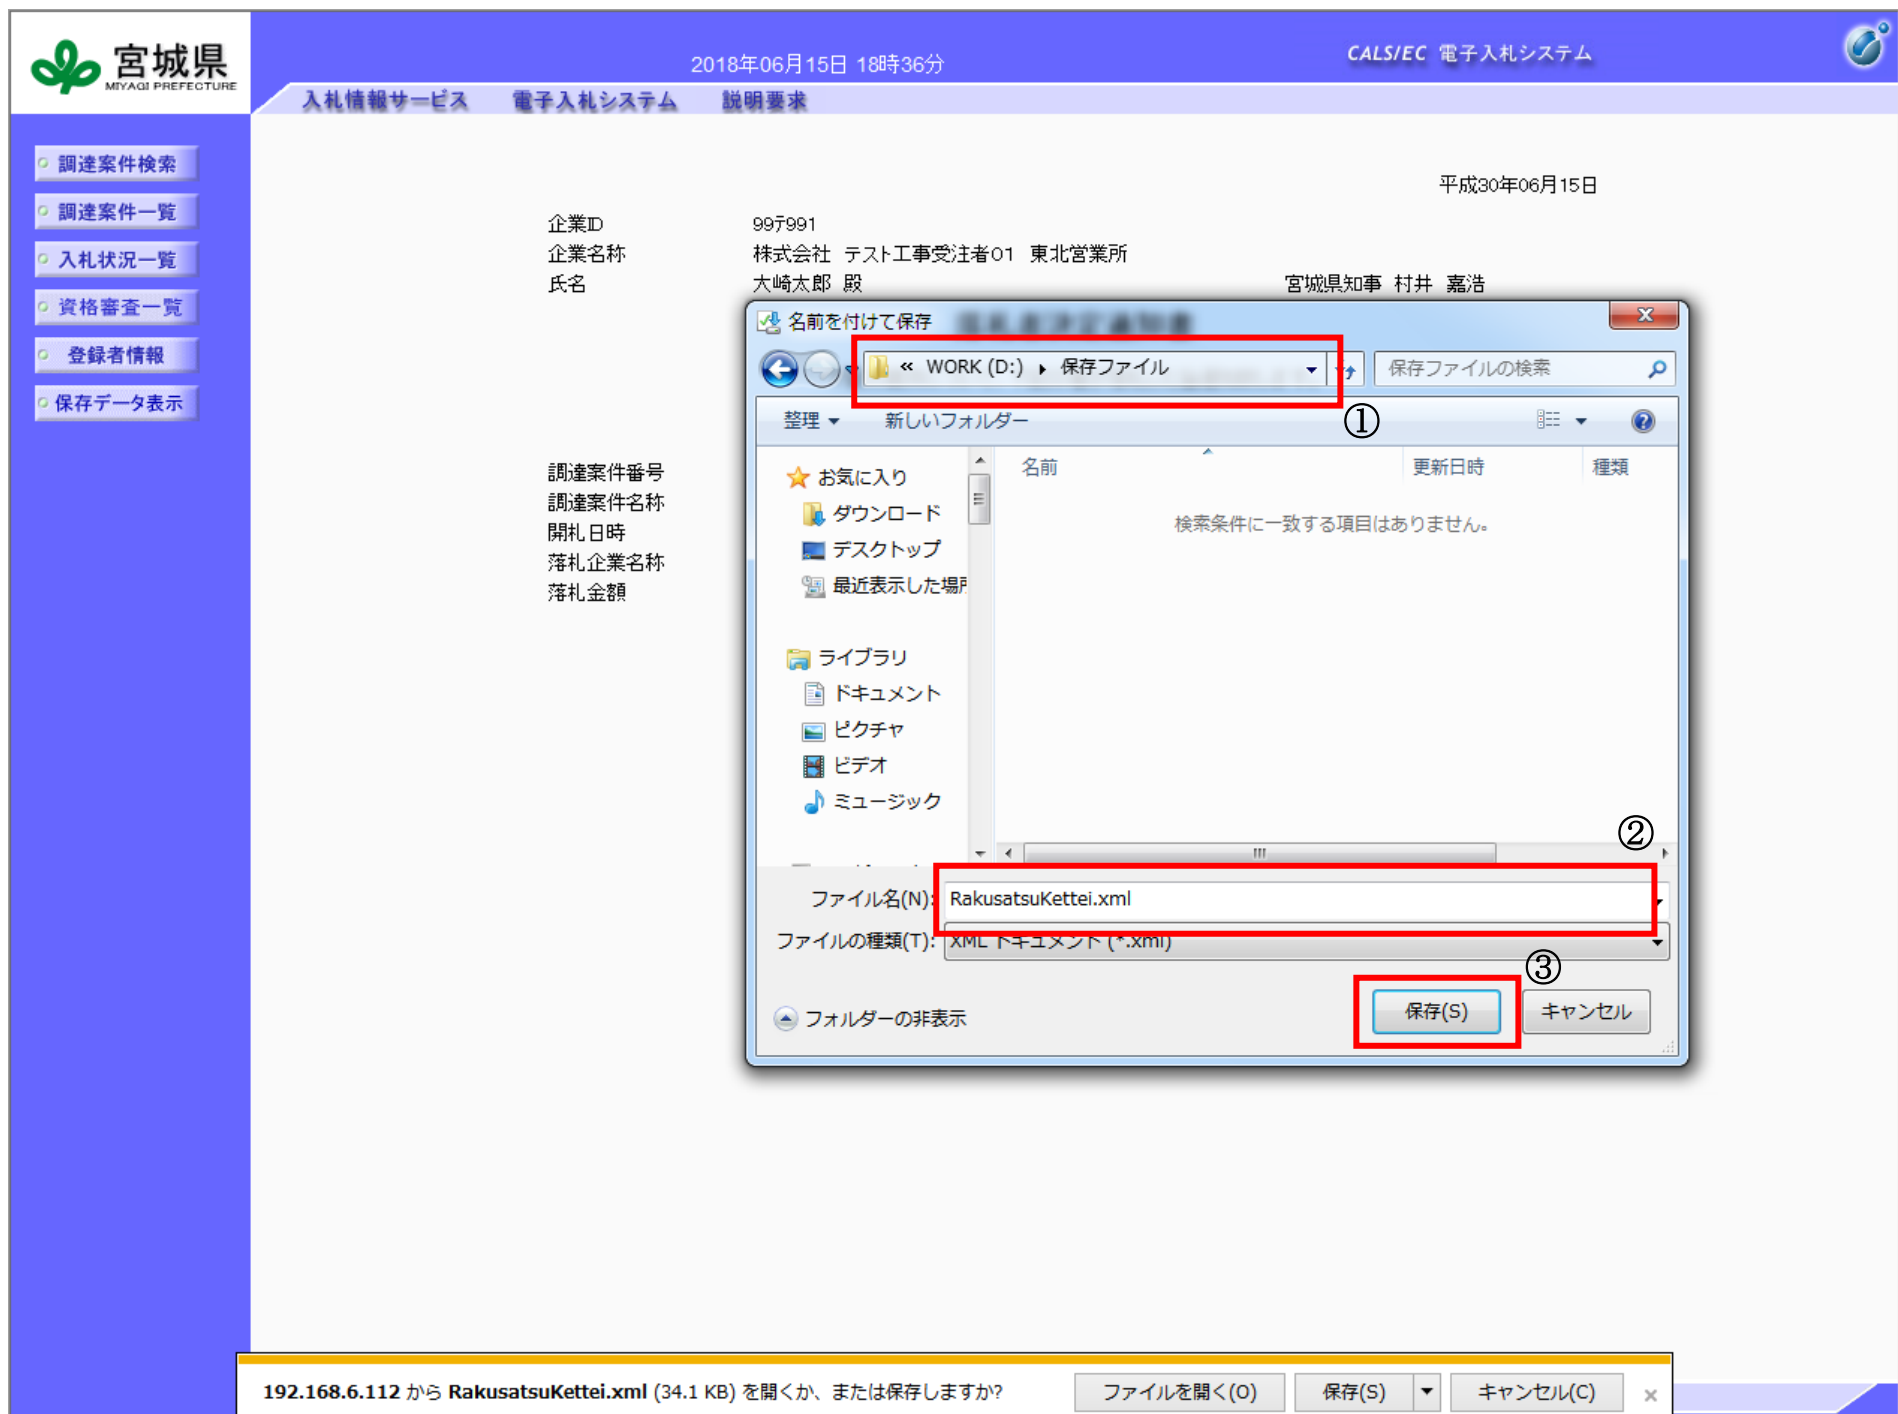 宮城県
MIYAGI PREFECTURE
2018年06月15日 18時36分
CALS/EC 電子入札システム
入札情報サービス 電子入札システム 説明要求
調達案件検索
調達案件一覧
入札状況一覧
資格審査一覧
登録者情報
保存データ表示
平成30年06月15日
企業ID 99ﾃ991
企業名称 株式会社 テスト工事受注者01 東北営業所
氏名 大崎太郎 殿
宮城県知事 村井 嘉浩
調達案件番号
調達案件名称
開札日時
落札企業名称
落札金額
名前を付けて保存
« WORK (D:) ▸ 保存ファイル
保存ファイルの検索
①
整理 ▼ 新しいフォルダー
名前 更新日時 種類
検索条件に一致する項目はありません。
お気に入り
ダウンロード
デスクトップ
最近表示した場所
ライブラリ
ドキュメント
ピクチャ
ビデオ
ミュージック
②
ファイル名(N): RakusatsuKettei.xml
ファイルの種類(T): XML ドキュメント (*.xml)
③
フォルダーの非表示
保存(S) キャンセル
192.168.6.112 から RakusatsuKettei.xml (34.1 KB) を開くか、または保存しますか?
ファイルを開く(O) 保存(S) ▼ キャンセル(C) ×